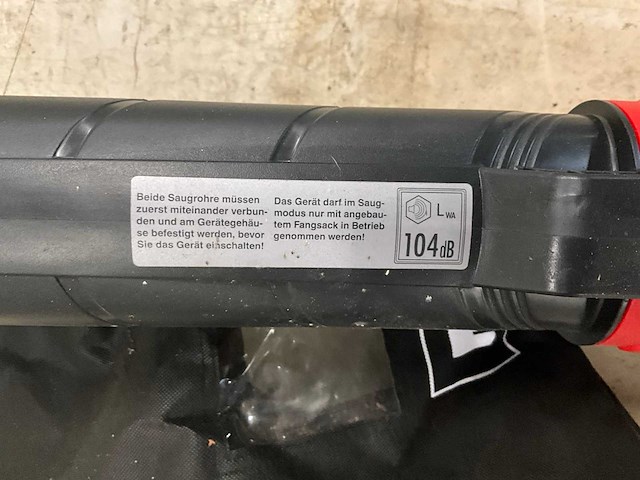 Beide Saugrohre müssen
zuerst miteinander verbun-
den und am Gerätegehäu-
se befestigt werden, bevor
Sie das Gerät einschalten!
Das Gerät darf im Saug-
modus nur mit angebau-
tem Fangsack in Betrieb
genommen werden!
LWA
104dB